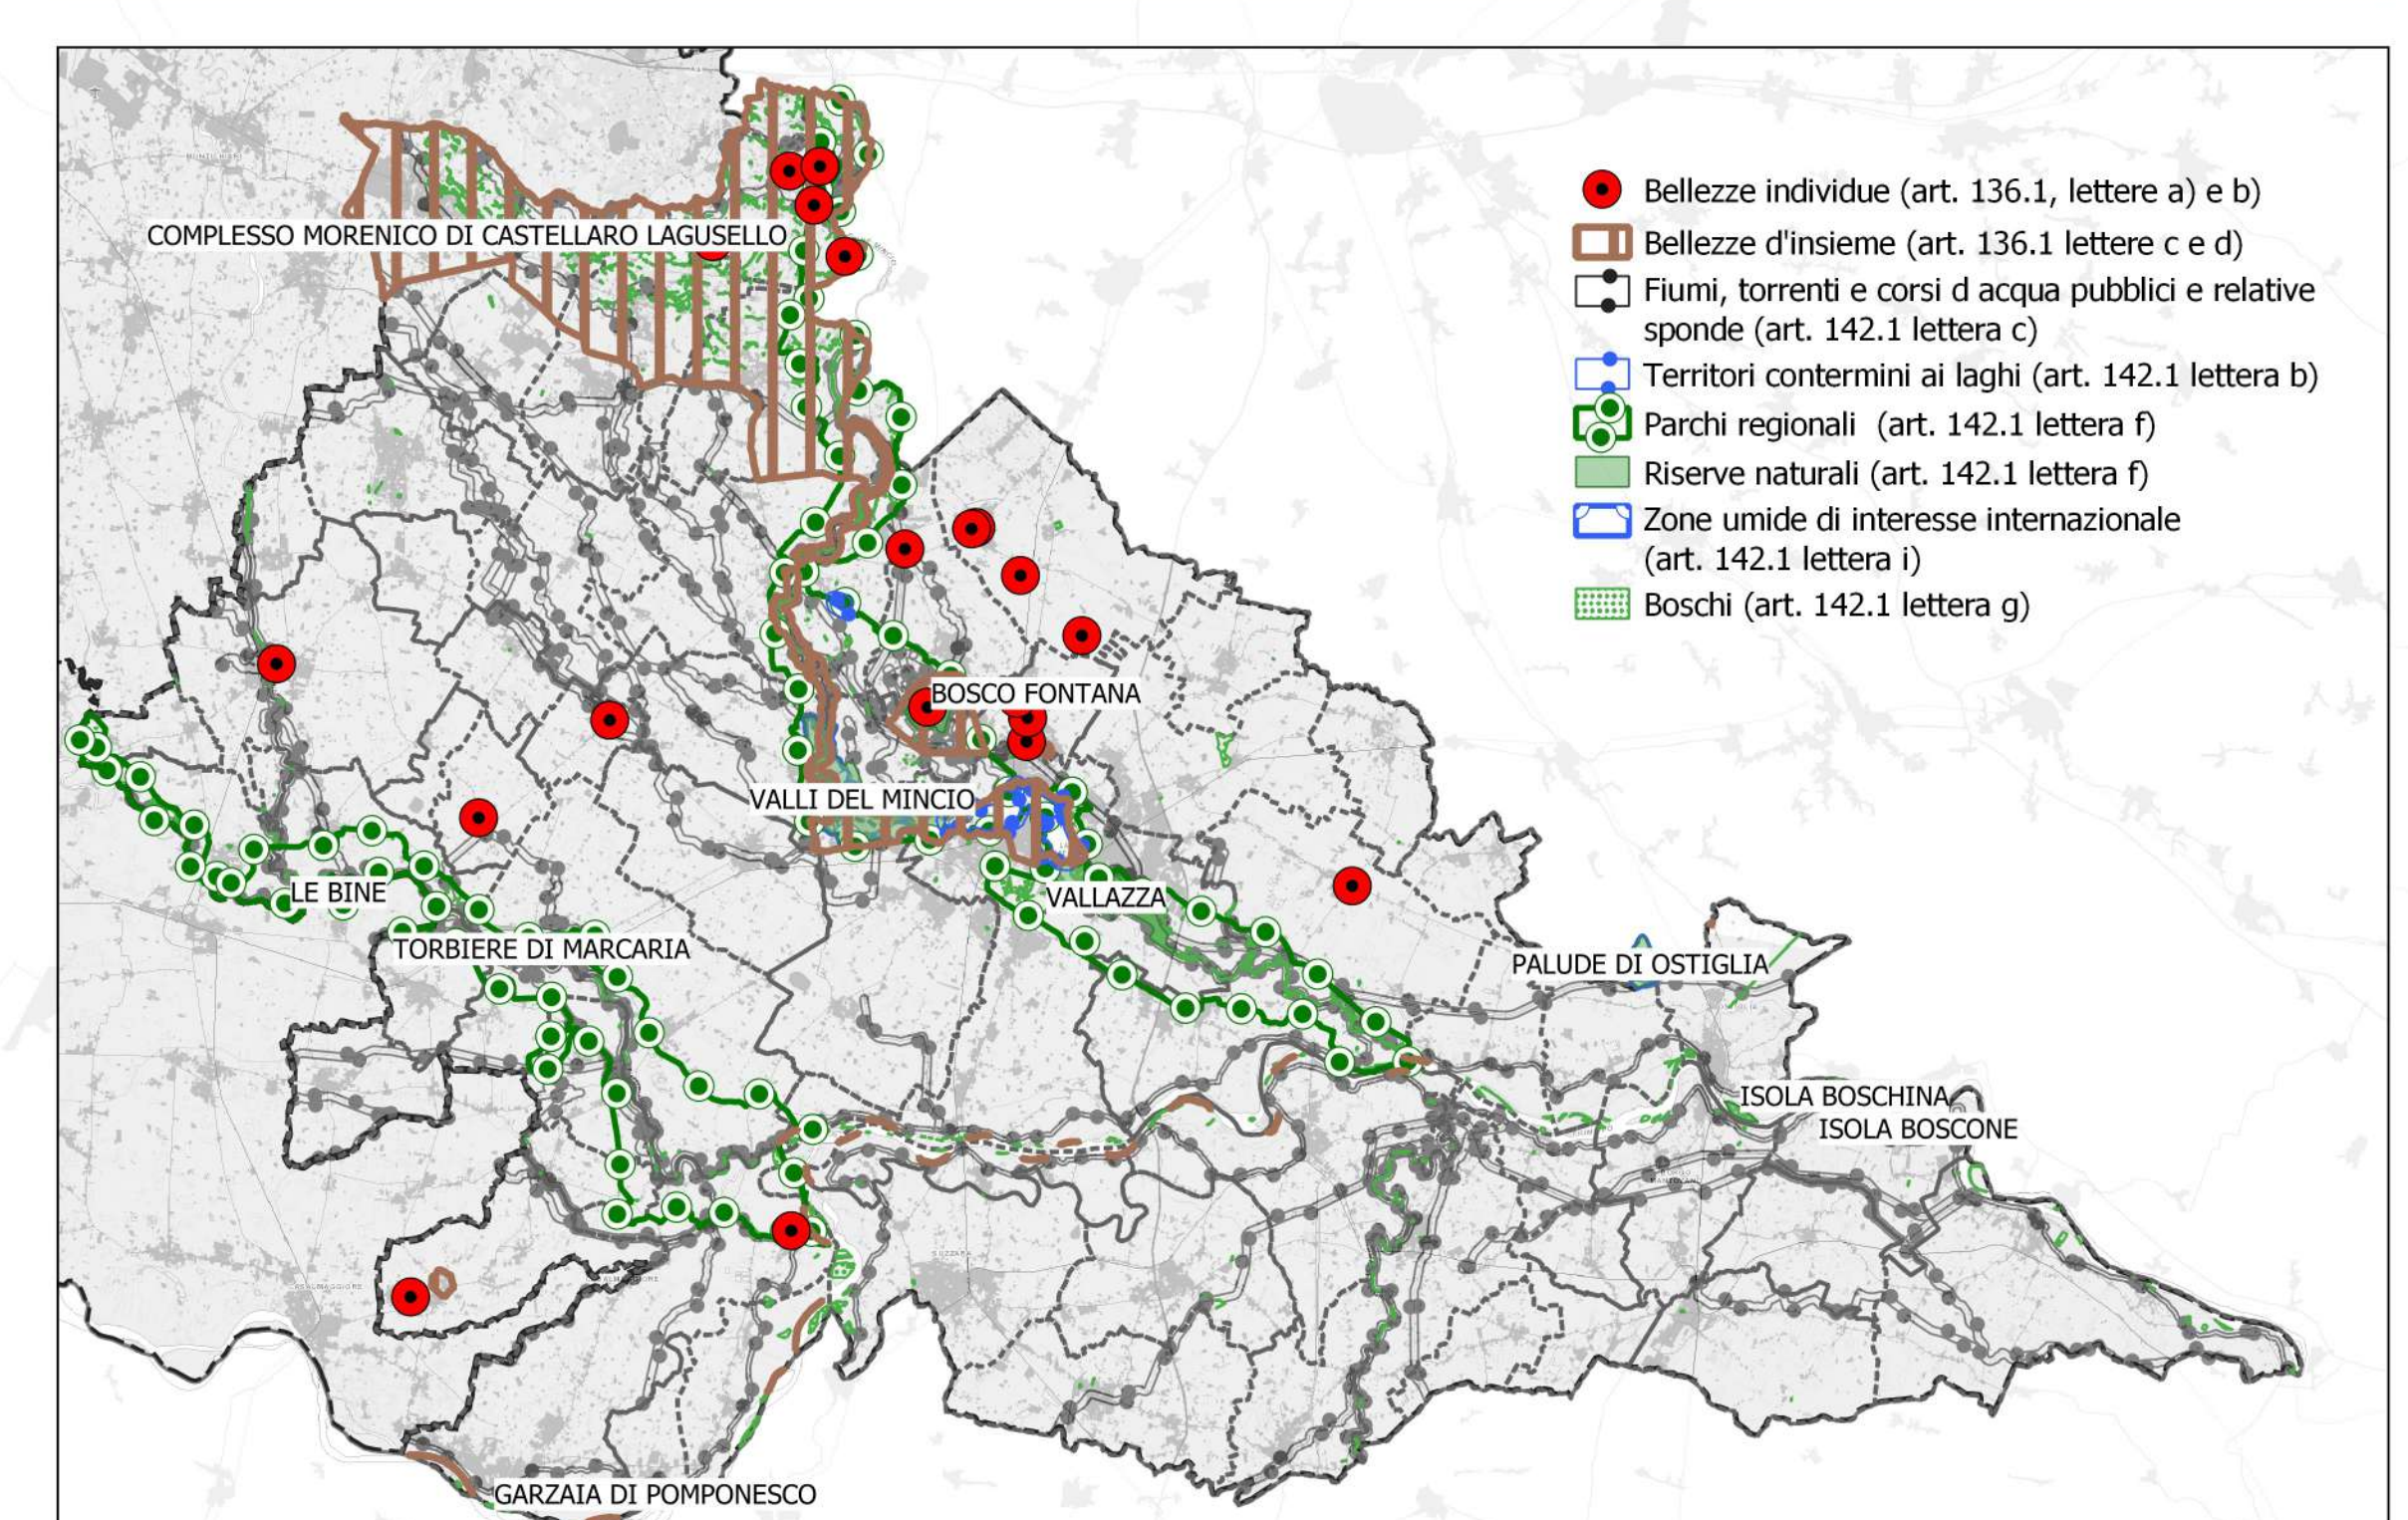 COMPLESSO MORENICO DI CASTELLARO LAGUSELLO
Bellezze individue (art. 136.1, lettere a) e b)
Bellezze d'insieme (art. 136.1 lettere c e d)
Fiumi, torrenti e corsi d acqua pubblici e relative
sponde (art. 142.1 lettera c)
Territori contermini ai laghi (art. 142.1 lettera b)
Parchi regionali (art. 142.1 lettera f)
Riserve naturali (art. 142.1 lettera f)
Zone umide di interesse internazionale
(art. 142.1 lettera i)
Boschi (art. 142.1 lettera g)
BOSCO FONTANA
VALLI DEL MINCIO
LE BINE
VALLAZZA
TORBIERE DI MARCARIA
PALUDE DI OSTIGLIA
ISOLA BOSCHINA
ISOLA BOSCONE
SUZZARA
CASALMAGGIORE
GARZAIA DI POMPONESCO